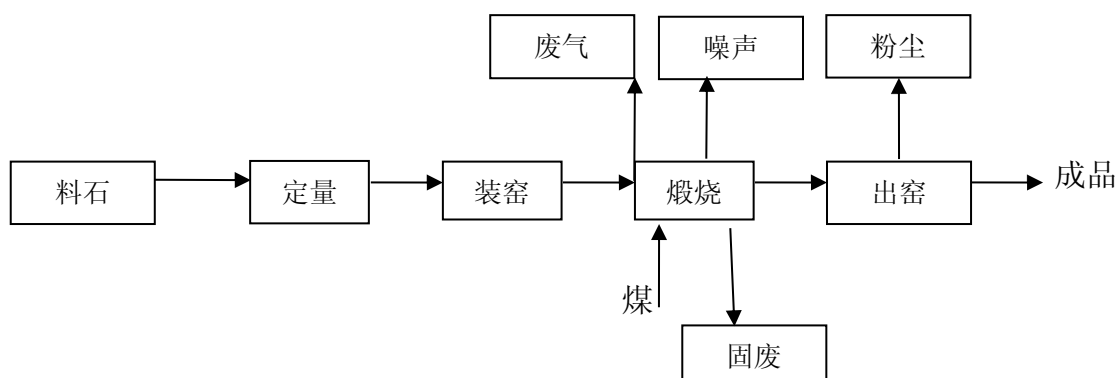 废气
噪声
粉尘
料石
定量
装窑
煅烧
出窑
成品
煤
固废